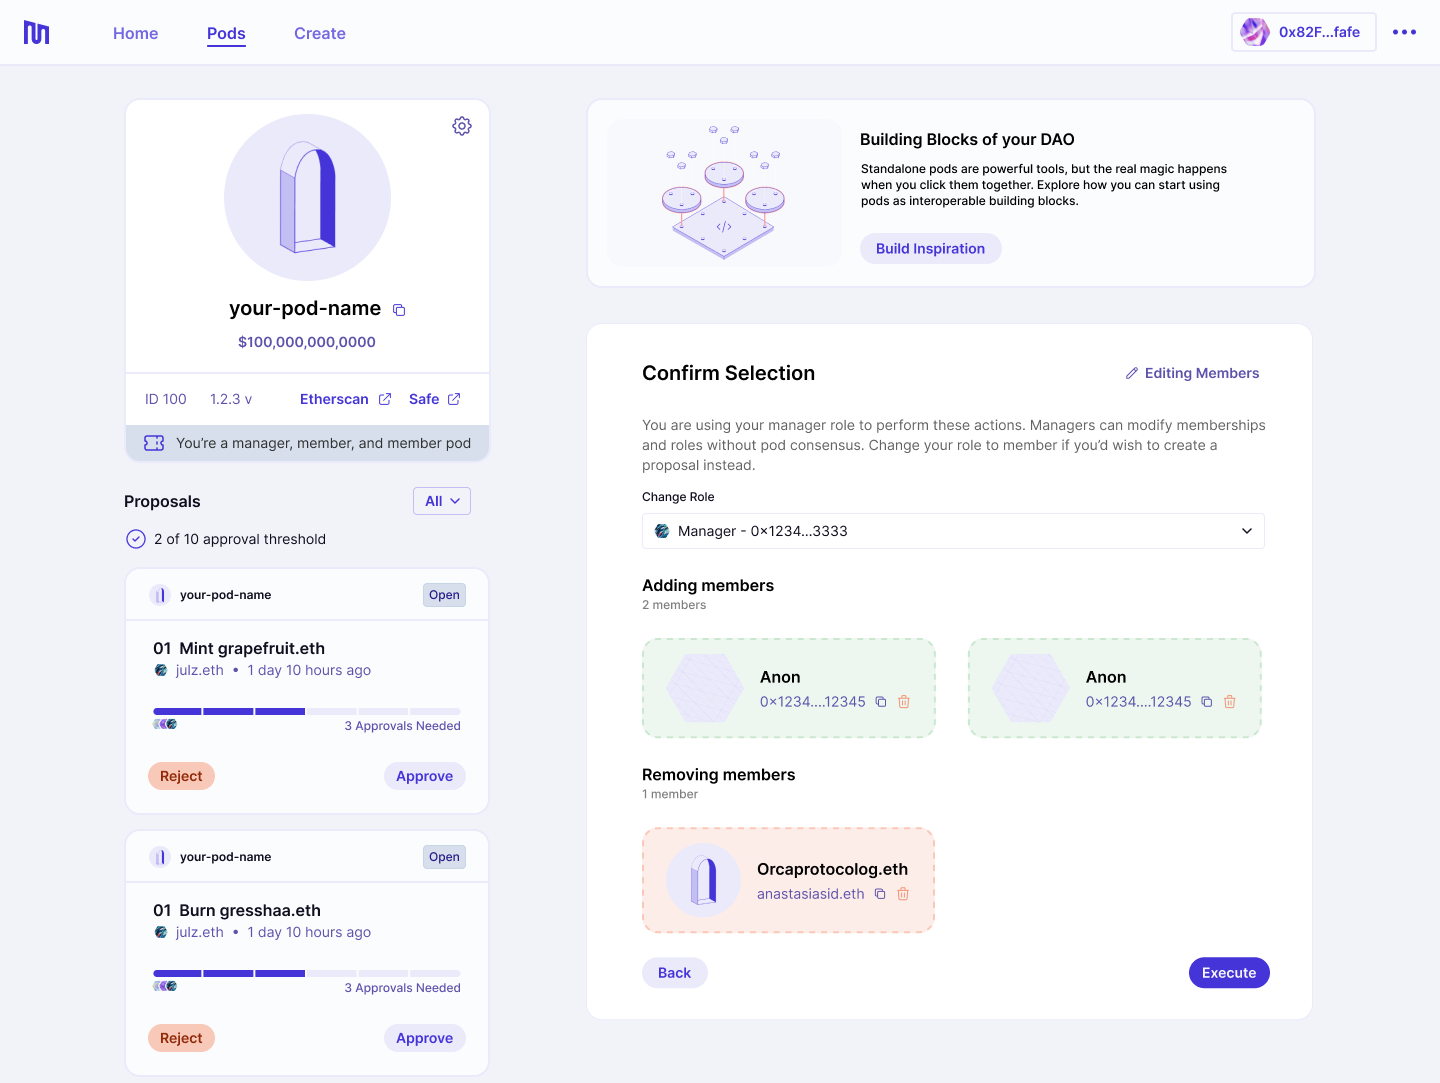 Home
Pods
Create
0x82F...fafe
your-pod-name
$100,000,000,0000
ID 100
1.2.3 v
Etherscan
Safe
You're a manager, member, and member pod
Proposals
All
2 of 10 approval threshold
your-pod-name
Open
01 Mint grapefruit.eth
julz.eth • 1 day 10 hours ago
3 Approvals Needed
Reject
Approve
your-pod-name
Open
01 Burn gresshaa.eth
julz.eth • 1 day 10 hours ago
3 Approvals Needed
Reject
Approve
</>
Building Blocks of your DAO
Standalone pods are powerful tools, but the real magic happens
when you click them together. Explore how you can start using
pods as interoperable building blocks.
Build Inspiration
Confirm Selection
Editing Members
You are using your manager role to perform these actions. Managers can modify memberships
and roles without pod consensus. Change your role to member if you'd wish to create a
proposal instead.
Change Role
Manager - 0x1234...3333
Adding members
2 members
Anon
0x1234....12345
Anon
0x1234....12345
Removing members
1 member
Orcaprotocolog.eth
anastasiasid.eth
Back
Execute